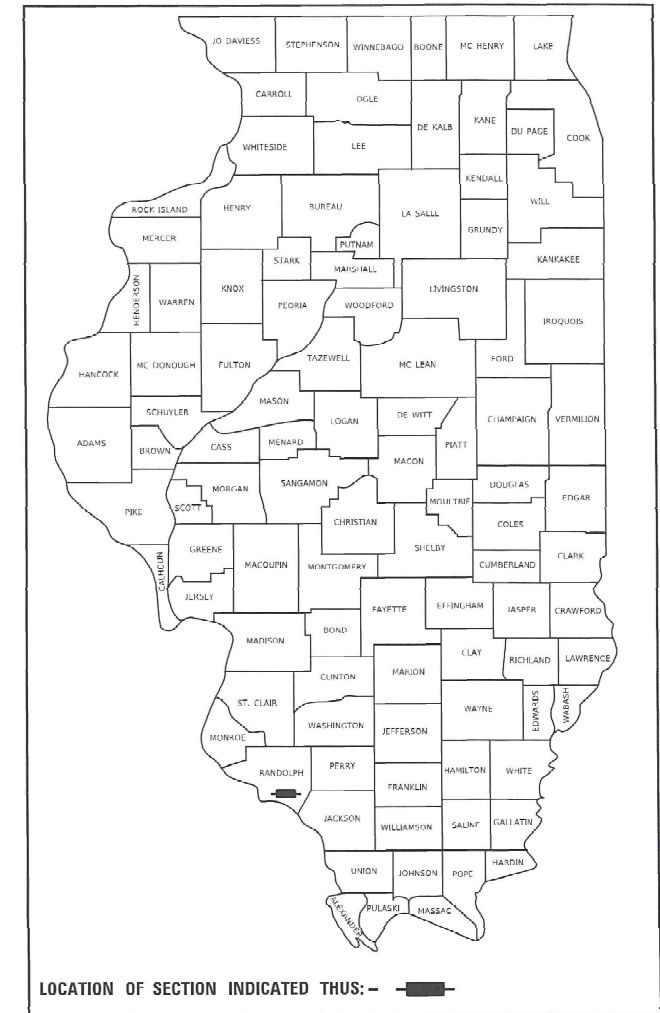 JO DAVIESS
STEPHENSON
WINNEBAGO
BOONE
MC HENRY
LAKE
CARROLL
OGLE
DE KALB
KANE
DU PAGE
COOK
WHITESIDE
LEE
KENDALL
WILL
ROCK ISLAND
HENRY
BUREAU
LA SALLE
GRUNDY
MERCER
PUTNAM
KANKAKEE
STARK
MARSHALL
HENDERSON
WARREN
KNOX
PEORIA
WOODFORD
LIVINGSTON
IROQUOIS
HANCOCK
MC DONOUGH
FULTON
TAZEWELL
MC LEAN
FORD
MASON
SCHUYLER
LOGAN
DE WITT
CHAMPAIGN
VERMILION
ADAMS
BROWN
CASS
MENARD
PIATT
MACON
MORGAN
SANGAMON
DOUGLAS
EDGAR
PIKE
SCOTT
CHRISTIAN
MOULTRIE
COLES
GREENE
MACOUPIN
MONTGOMERY
SHELBY
CUMBERLAND
CLARK
CALHOUN
JERSEY
FAYETTE
EFFINGHAM
JASPER
CRAWFORD
MADISON
BOND
CLAY
RICHLAND
LAWRENCE
CLINTON
MARION
ST. CLAIR
WAYNE
EDWARDS
WABASH
WASHINGTON
JEFFERSON
MONROE
RANDOLPH
PERRY
HAMILTON
WHITE
FRANKLIN
JACKSON
WILLIAMSON
SALINE
GALLATIN
UNION
JOHNSON
POPE
HARDIN
ALEXANDER
PULASKI
MASSAC
LOCATION OF SECTION INDICATED THUS: –